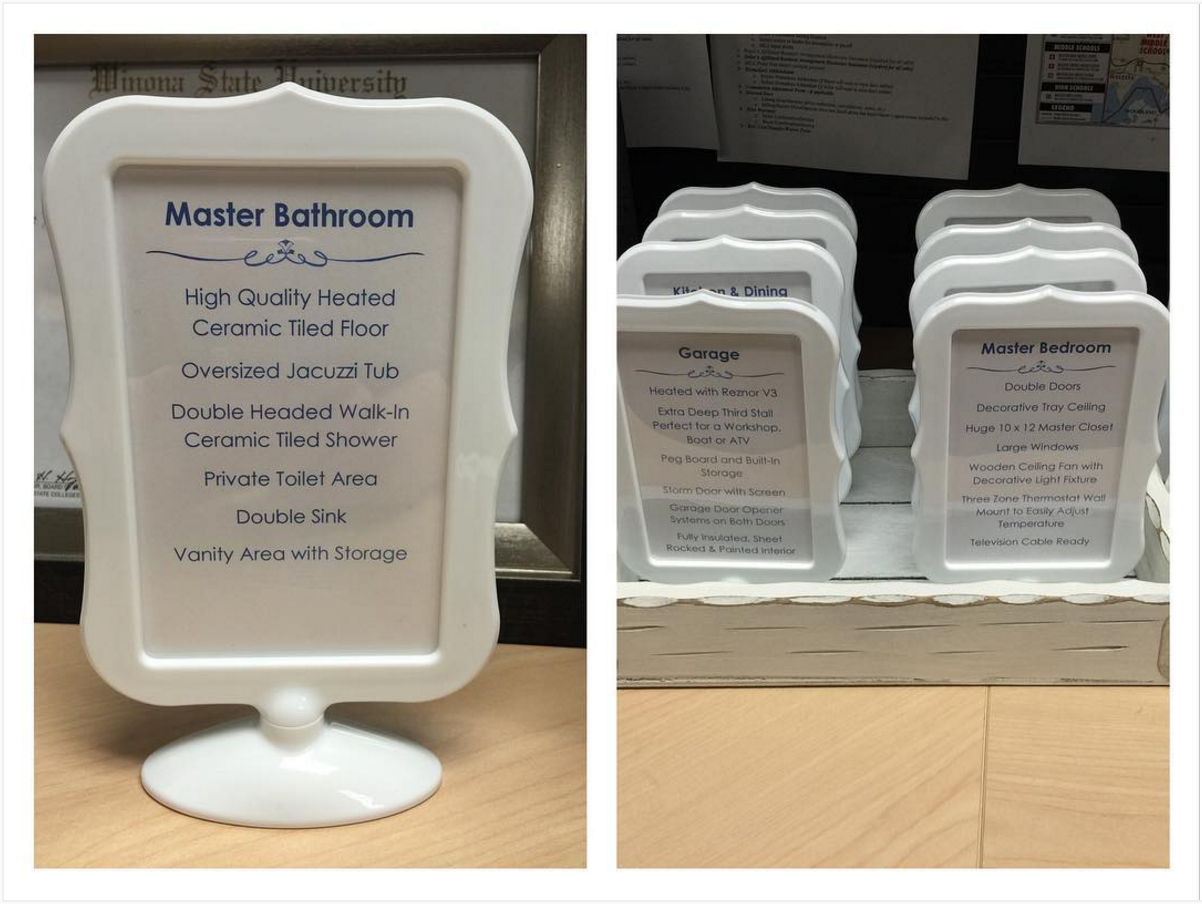 Winona State University
Master Bathroom
High Quality Heated
Ceramic Tiled Floor
Oversized Jacuzzi Tub
Double Headed Walk-In
Ceramic Tiled Shower
Private Toilet Area
Double Sink
Vanity Area with Storage
STATE COLLEGES
MIDDLE SCHOOLS
HIGH SCHOOLS
LEGEND
Kitchen & Dining
Garage
Heated with Reznor V3
Extra Deep Third Stall
Perfect for a Workshop,
Boat or ATV
Peg Board and Built-In
Storage
Storm Door with Screen
Garage Door Opener
Systems on Both Doors
Fully Insulated, Sheet
Rocked & Painted Interior
Master Bedroom
Double Doors
Decorative Tray Ceiling
Huge 10 x 12 Master Closet
Large Windows
Wooden Ceiling Fan with
Decorative Light Fixture
Three Zone Thermostat Wall
Mount to Easily Adjust
Temperature
Television Cable Ready